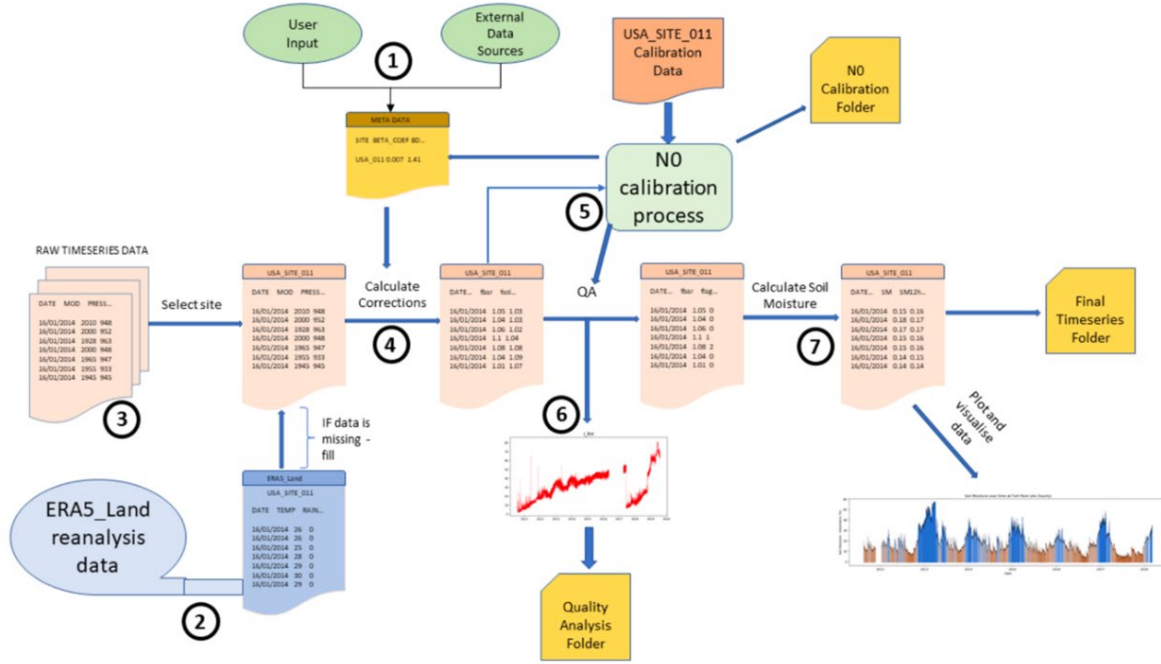 User
Input
External
Data
Sources
USA_SITE_011
Calibration
Data
N0
Calibration
Folder
1
META DATA
SITE BETA_COEF BD...
USA_011 0.007 1.41
N0
calibration
process
5
RAW TIMESERIES DATA
DATE MOD PRESS...
16/01/2014 2010 948
16/01/2014 2000 952
16/01/2014 1928 963
16/01/2014 2000 948
16/01/2014 1965 947
16/01/2014 1955 933
16/01/2014 1945 945
3
Select site
USA_SITE_011
DATE MOD PRESS...
16/01/2014 2010 948
16/01/2014 2000 952
16/01/2014 1928 963
16/01/2014 2000 948
16/01/2014 1965 947
16/01/2014 1955 933
16/01/2014 1945 945
Calculate
Corrections
4
USA_SITE_011
DATE... fbar fsol...
16/01/2014 1.05 1.03
16/01/2014 1.04 1.03
16/01/2014 1.06 1.02
16/01/2014 1.1 1.04
16/01/2014 1.08 1.08
16/01/2014 1.04 1.09
16/01/2014 1.01 1.07
QA
USA_SITE_011
DATE... fbar flag...
16/01/2014 1.05 0
16/01/2014 1.04 0
16/01/2014 1.06 0
16/01/2014 1.1 1
16/01/2014 1.08 2
16/01/2014 1.04 0
16/01/2014 1.01 0
Calculate Soil
Moisture
7
USA_SITE_011
DATE... SM SM12h...
16/01/2014 0.15 0.16
16/01/2014 0.18 0.17
16/01/2014 0.17 0.17
16/01/2014 0.16 0.16
16/01/2014 0.15 0.16
16/01/2014 0.14 0.15
16/01/2014 0.14 0.14
Final
Timeseries
Folder
IF data is
missing -
fill
ERA5_Land
reanalysis
data
2
ERA5_Land
USA_SITE_011
DATE TEMP RAIN...
16/01/2014 26 0
16/01/2014 26 0
16/01/2014 25 0
16/01/2014 28 0
16/01/2014 29 0
16/01/2014 30 0
16/01/2014 29 0
6
Quality
Analysis
Folder
Plot and
visualise
data